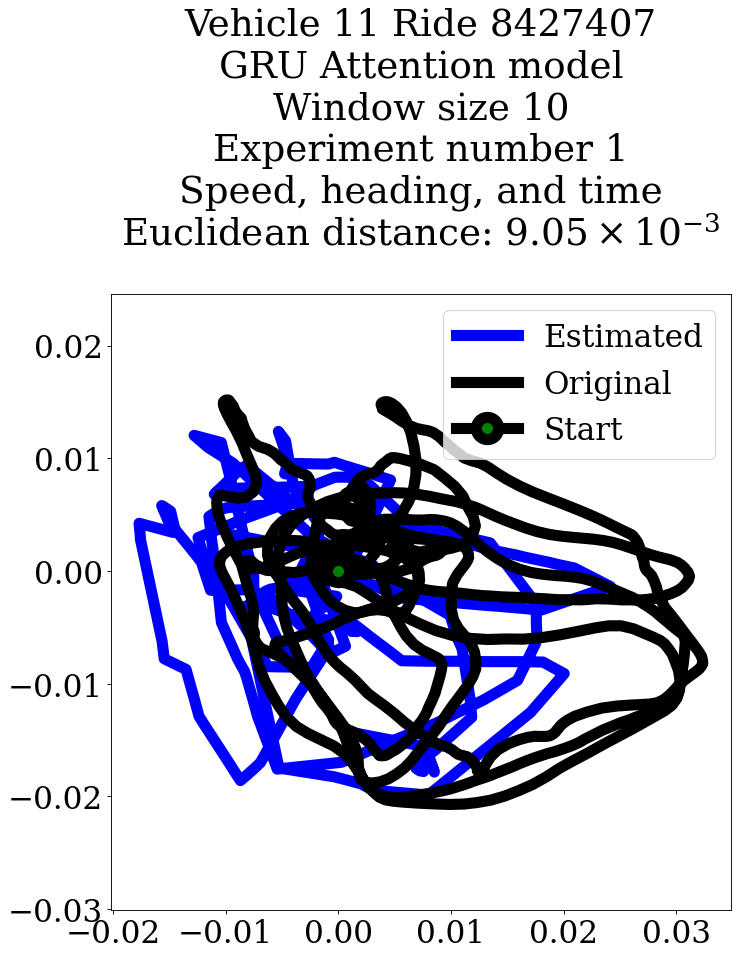 Vehicle 11 Ride 8427407
GRU Attention model
Window size 10
Experiment number 1
Speed, heading, and time
Euclidean distance: 9.05 × 10⁻³
Estimated
Original
Start
0.02
0.01
0.00
−0.01
−0.02
−0.03
−0.02 −0.01 0.00 0.01 0.02 0.03